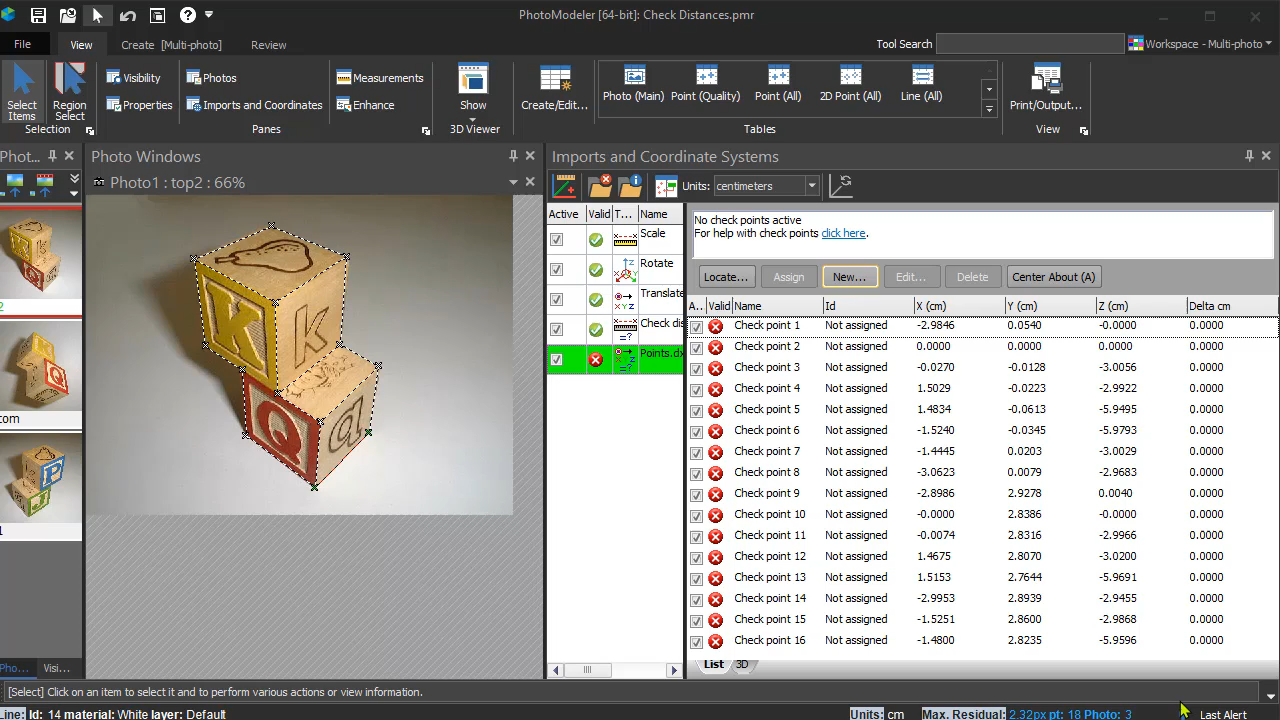 PhotoModeler [64-bit]: Check Distances.pmr
File View Create [Multi-photo] Review Tool Search Workspace - Multi-photo
Select Items Region Select Visibility Properties Photos Imports and Coordinates Measurements Enhance Show Create/Edit... Photo (Main) Point (Quality) Point (All) 2D Point (All) Line (All) Print/Output...
Selection Panes 3D Viewer Tables View
Phot... Photo Windows Imports and Coordinate Systems
Photo1 : top2 : 66% Units: centimeters
2
om
1
K k Q a
Q
P J
Active Valid T... Name
Scale
Rotate
Translate
Check dis
Points.dx
No check points active
For help with check points click here.
Locate... Assign New... Edit... Delete Center About (A)
A.. Valid Name Id X (cm) Y (cm) Z (cm) Delta cm
Check point 1 Not assigned -2.9846 0.0540 -0.0000 0.0000
Check point 2 Not assigned 0.0000 0.0000 0.0000 0.0000
Check point 3 Not assigned -0.0270 -0.0128 -3.0056 0.0000
Check point 4 Not assigned 1.5029 -0.0223 -2.9930 0.0000
Check point 5 Not assigned 1.4834 -0.0613 -5.9495 0.0000
Check point 6 Not assigned -1.5240 -0.0345 -5.9793 0.0000
Check point 7 Not assigned -1.4445 0.0203 -3.0029 0.0000
Check point 8 Not assigned -3.0623 0.0079 -2.9683 0.0000
Check point 9 Not assigned -2.8986 2.9278 0.0040 0.0000
Check point 10 Not assigned -0.0000 2.8386 -0.0000 0.0000
Check point 11 Not assigned -0.0074 2.8316 -2.9966 0.0000
Check point 12 Not assigned 1.4675 2.8070 -3.0236 0.0000
Check point 13 Not assigned 1.5153 2.7644 -5.9691 0.0000
Check point 14 Not assigned -2.9953 2.8939 -2.9455 0.0000
Check point 15 Not assigned -1.5251 2.8600 -2.9868 0.0000
Check point 16 Not assigned -1.4800 2.8235 -5.9596 0.0000
Pho... Visi... List 3D
[Select] Click on an item to select it and to perform various actions or view information.
Line: Id: 14 material: White layer: Default Units: cm Max. Residual: 2.32px pt: 18 Photo: 3 Last Alert